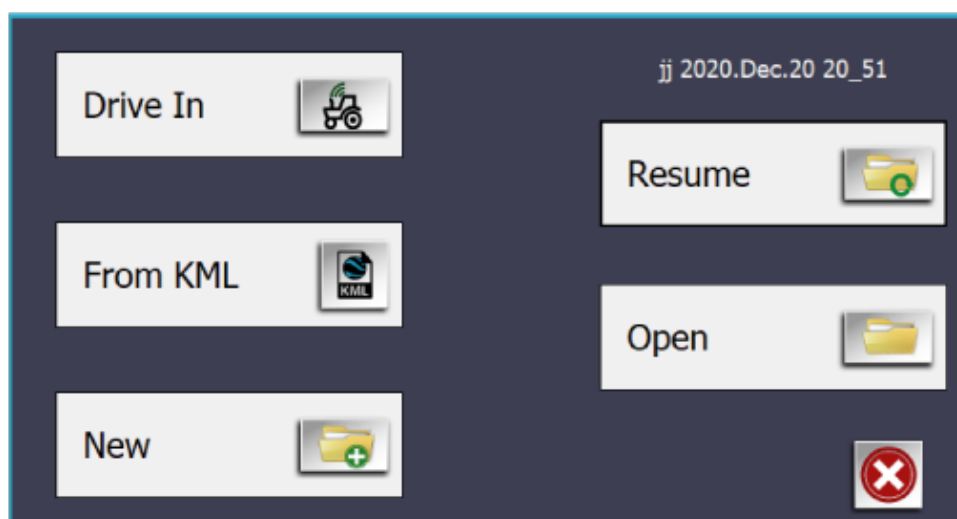 Drive In
From KML
KML
New
jj 2020.Dec.20 20_51
Resume
Open